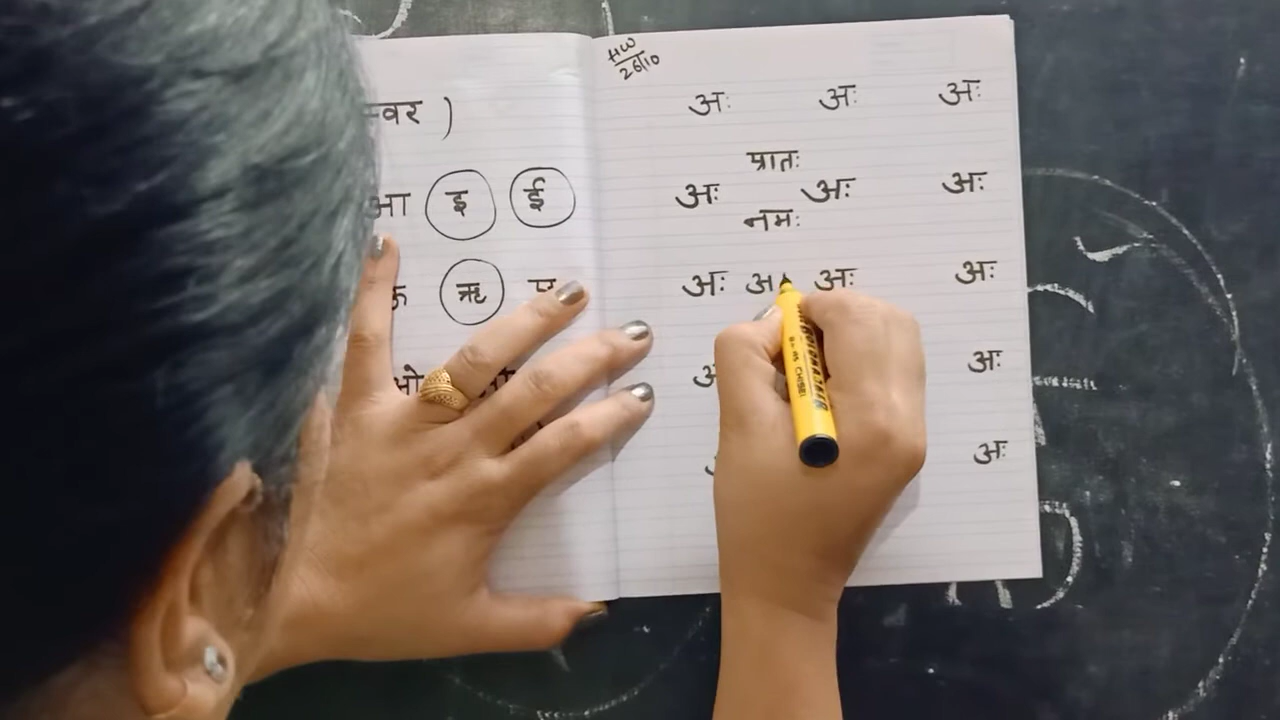 स्वर )
आ इ ई
ऊ ऋ ए
ओ
HW
26/10
अः अः अः
प्रातः
अः अः अः
नमः
अः अ अः अः
अः
अः